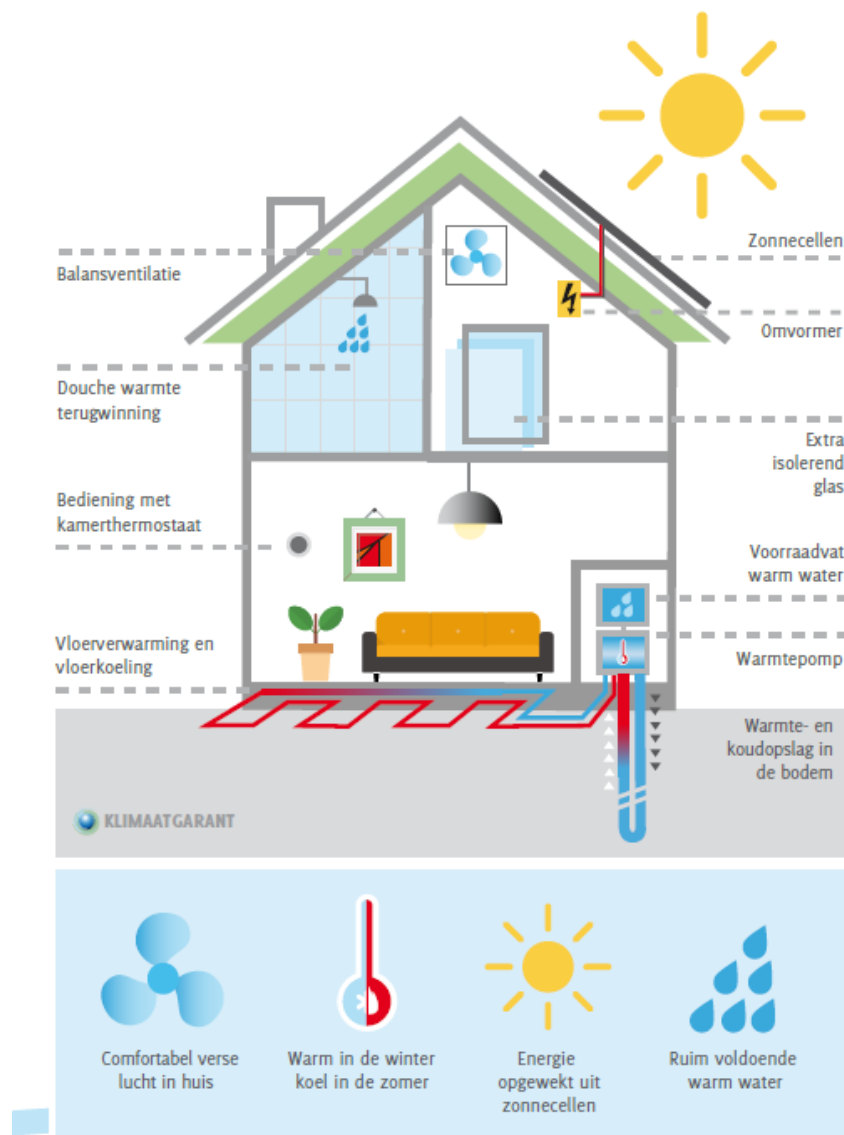 Balansventilatie
Zonnecellen
Omvormer
Douche warmte
terugwinning
Extra
isolerend
glas
Bediening met
kamerthermostaat
Voorraadvat
warm water
Vloerverwarming en
vloerkoeling
Warmtepomp
Warmte- en
koudopslag in
de bodem
KLIMAATGARANT
Comfortabel verse
lucht in huis
Warm in de winter
koel in de zomer
Energie
opgewekt uit
zonnecellen
Ruim voldoende
warm water